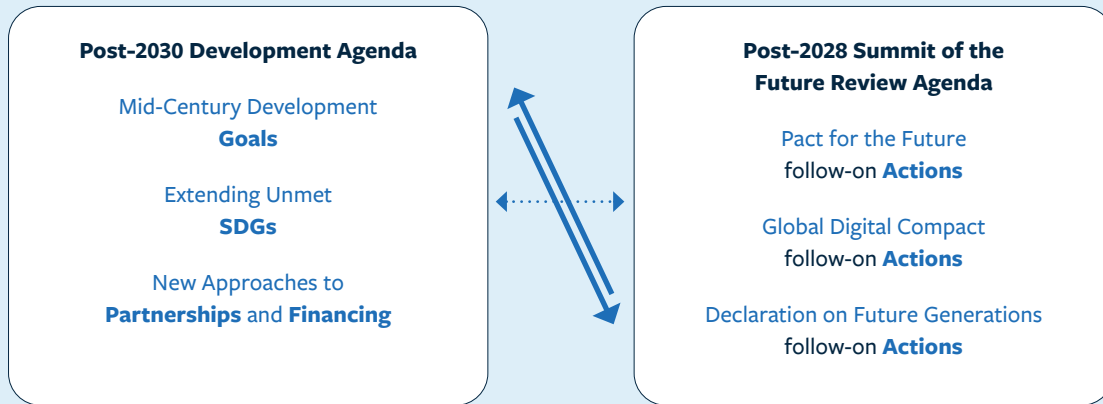 Post-2030 Development Agenda
Mid-Century Development
Goals
Extending Unmet
SDGs
New Approaches to
Partnerships and Financing
Post-2028 Summit of the
Future Review Agenda
Pact for the Future
follow-on Actions
Global Digital Compact
follow-on Actions
Declaration on Future Generations
follow-on Actions